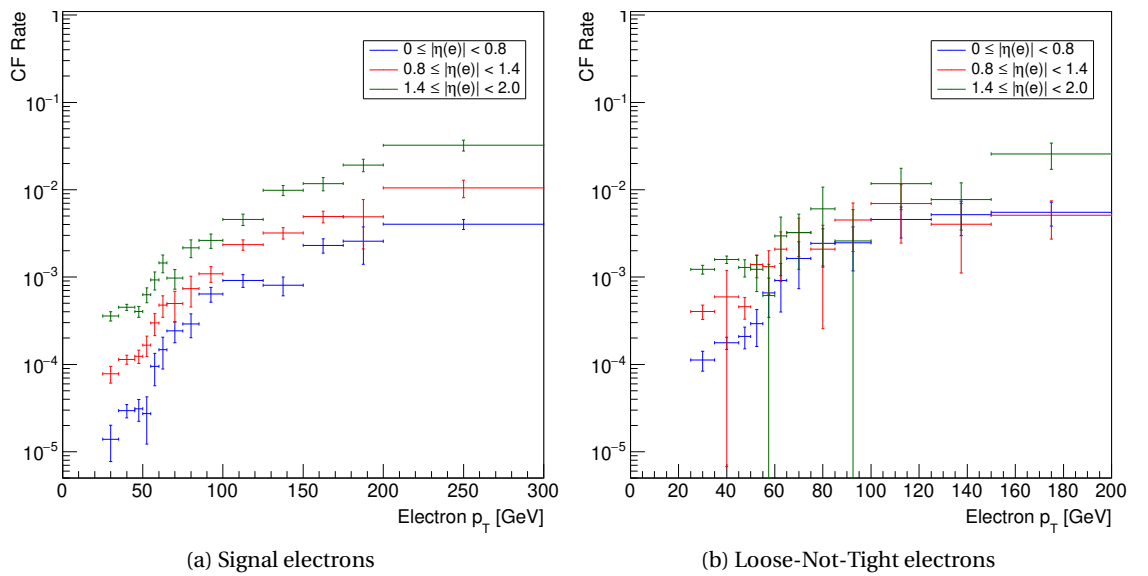 CF Rate
1
10⁻¹
10⁻²
10⁻³
10⁻⁴
10⁻⁵
0 ≤ |η(e)| < 0.8
0.8 ≤ |η(e)| < 1.4
1.4 ≤ |η(e)| < 2.0
0 50 100 150 200 250 300
Electron p_T [GeV]
(a) Signal electrons
CF Rate
1
10⁻¹
10⁻²
10⁻³
10⁻⁴
10⁻⁵
0 ≤ |η(e)| < 0.8
0.8 ≤ |η(e)| < 1.4
1.4 ≤ |η(e)| < 2.0
0 20 40 60 80 100 120 140 160 180 200
Electron p_T [GeV]
(b) Loose-Not-Tight electrons